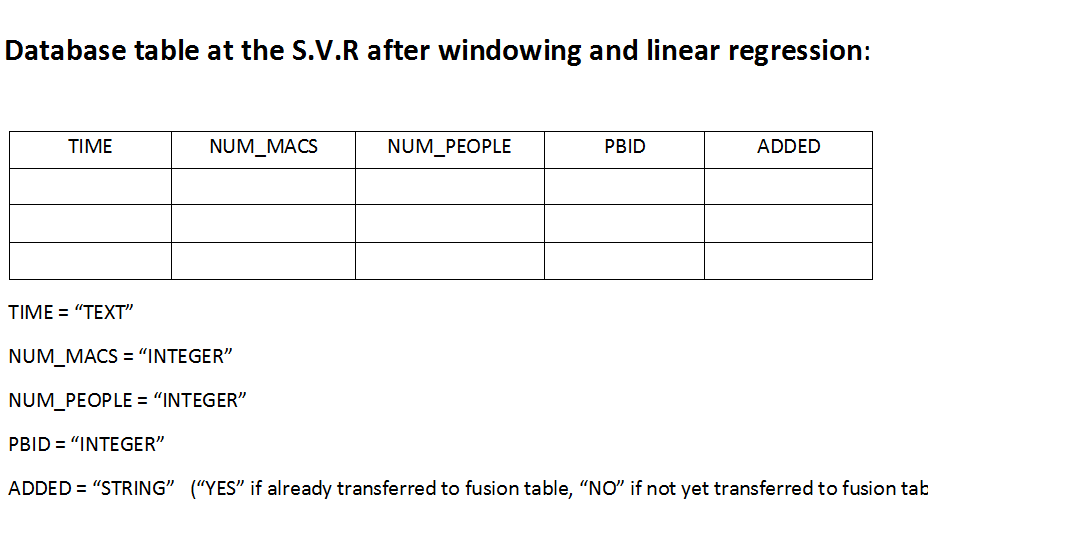 Database table at the S.V.R after windowing and linear regression:
TIME NUM_MACS NUM_PEOPLE PBID ADDED
TIME = “TEXT”
NUM_MACS = “INTEGER”
NUM_PEOPLE = “INTEGER”
PBID = “INTEGER”
ADDED = “STRING” (“YES” if already transferred to fusion table, “NO” if not yet transferred to fusion tab